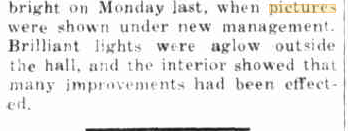 bright on Monday last, when pictures
were shown under new management.
Brilliant lights were aglow outside
the hall, and the interior showed that
many improvements had been effect-
ed.